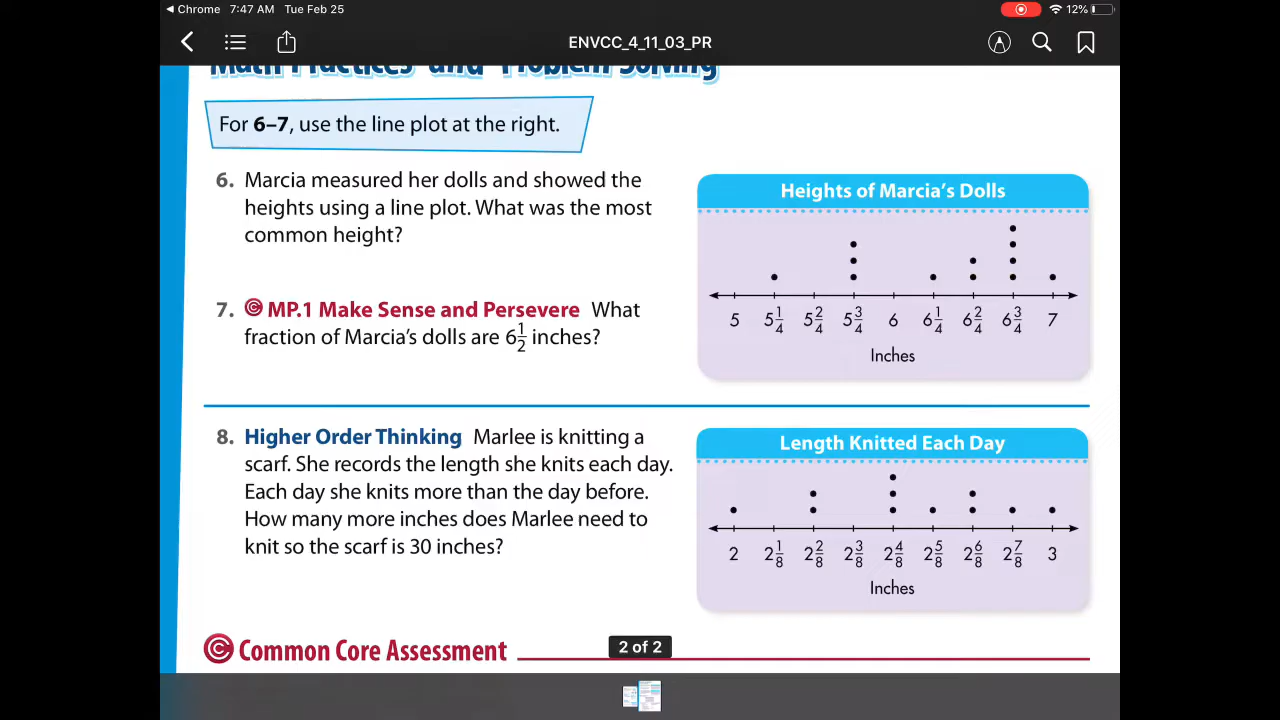 Chrome 7:47 AM Tue Feb 25 12%
ENVCC_4_11_03_PR
Math Practices and Problem Solving
For 6–7, use the line plot at the right.
6. Marcia measured her dolls and showed the
heights using a line plot. What was the most
common height?
7. MP.1 Make Sense and Persevere What
fraction of Marcia's dolls are 6 1/2 inches?
Heights of Marcia's Dolls
5 5 1/4 5 2/4 5 3/4 6 6 1/4 6 2/4 6 3/4 7
Inches
8. Higher Order Thinking Marlee is knitting a
scarf. She records the length she knits each day.
Each day she knits more than the day before.
How many more inches does Marlee need to
knit so the scarf is 30 inches?
Length Knitted Each Day
2 2 1/8 2 2/8 2 3/8 2 4/8 2 5/8 2 6/8 2 7/8 3
Inches
Common Core Assessment
2 of 2